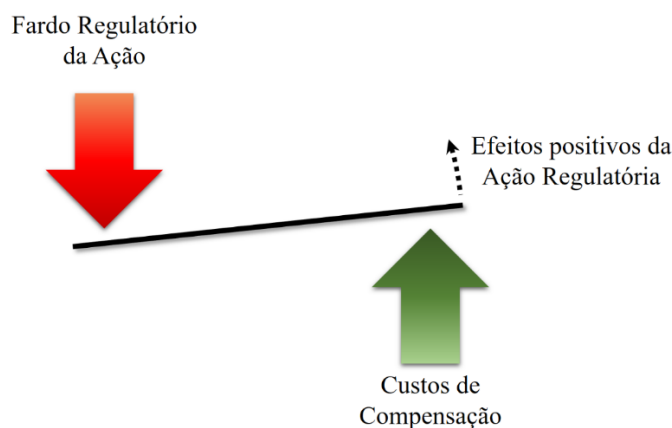 Fardo Regulatório
da Ação
Efeitos positivos da
Ação Regulatória
Custos de
Compensação